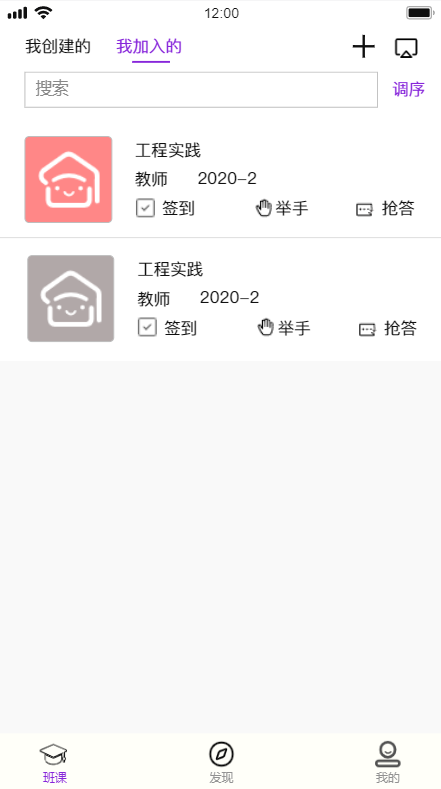 12:00
我创建的 我加入的
搜索 调序
工程实践
教师 2020-2
签到 举手 抢答
工程实践
教师 2020-2
签到 举手 抢答
班课 发现 我的